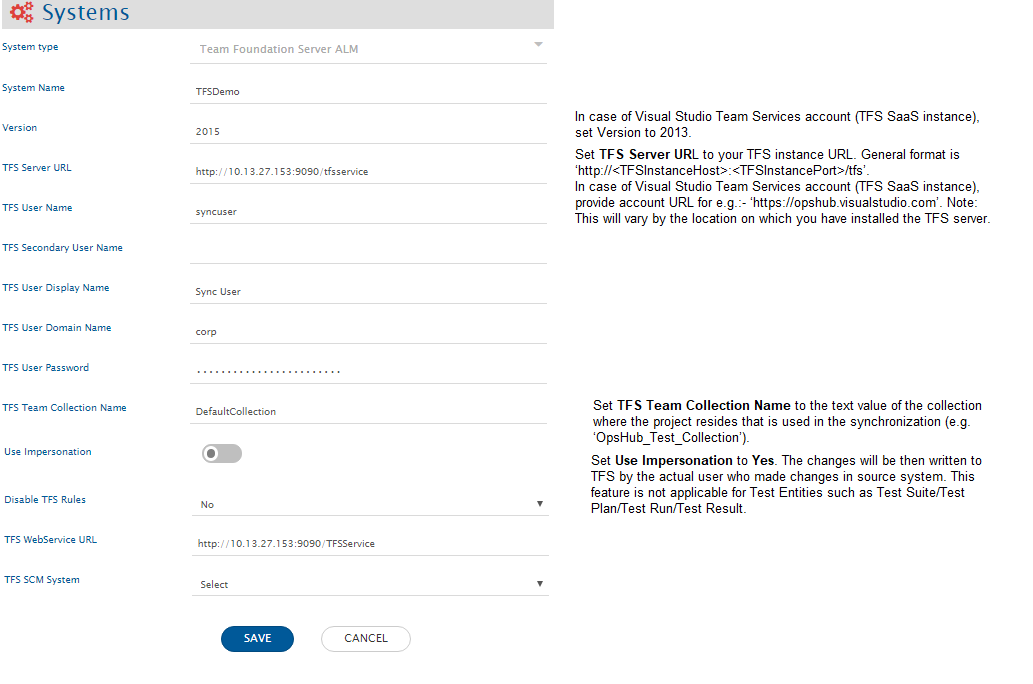 Systems
System type
Team Foundation Server ALM
System Name
TFSDemo
Version
2015
TFS Server URL
http://10.13.27.153:9090/tfsservice
TFS User Name
syncuser
TFS Secondary User Name
TFS User Display Name
Sync User
TFS User Domain Name
corp
TFS User Password
........................
TFS Team Collection Name
DefaultCollection
Use Impersonation
Disable TFS Rules
No
TFS WebService URL
http://10.13.27.153:9090/TFSService
TFS SCM System
Select
SAVE
CANCEL
In case of Visual Studio Team Services account (TFS SaaS instance),
set Version to 2013.
Set TFS Server URL to your TFS instance URL. General format is
‘http://<TFSInstanceHost>:<TFSInstancePort>/tfs’.
In case of Visual Studio Team Services account (TFS SaaS instance),
provide account URL for e.g.:- ‘https://opshub.visualstudio.com’. Note:
This will vary by the location on which you have installed the TFS server.
Set TFS Team Collection Name to the text value of the collection
where the project resides that is used in the synchronization (e.g.
‘OpsHub_Test_Collection’).
Set Use Impersonation to Yes. The changes will be then written to
TFS by the actual user who made changes in source system. This
feature is not applicable for Test Entities such as Test Suite/Test
Plan/Test Run/Test Result.